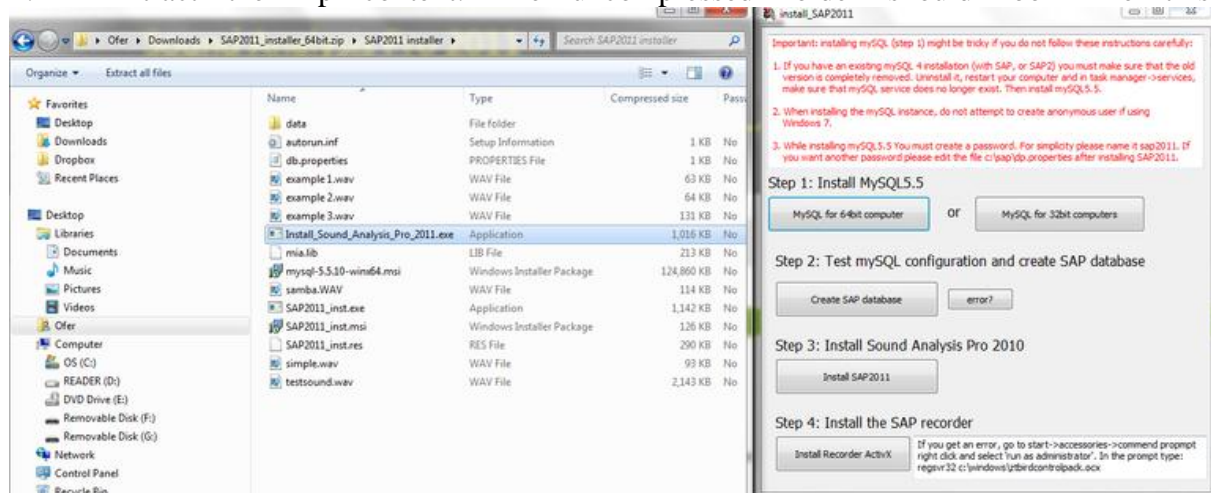 install_SAP2011
Ofer Downloads SAP2011_installer_64bit.zip SAP2011 installer
Search SAP2011 installer
Organize Extract all files
Favorites
Desktop
Downloads
Dropbox
Recent Places
Desktop
Libraries
Documents
Music
Pictures
Videos
Ofer
Computer
OS (C:)
READER (D:)
DVD Drive (E:)
Removable Disk (F:)
Removable Disk (G:)
Network
Control Panel
Recycle Bin
Name Type Compressed size Passw
data File folder
autorun.inf Setup Information 1 KB No
db.properties PROPERTIES File 1 KB No
example 1.wav WAV File 63 KB No
example 2.wav WAV File 64 KB No
example 3.wav WAV File 131 KB No
Install_Sound_Analysis_Pro_2011.exe Application 1,016 KB No
mia.lib LIB File 213 KB No
mysql-5.5.10-winx64.msi Windows Installer Package 124,860 KB No
samba.WAV WAV File 114 KB No
SAP2011_inst.exe Application 1,142 KB No
SAP2011_inst.msi Windows Installer Package 126 KB No
SAP2011_inst.res RES File 290 KB No
simple.wav WAV File 93 KB No
testsound.wav WAV File 2,143 KB No
Important: installing mySQL (step 1) might be tricky if you do not follow these instructions carefully:
1. If you have an existing mySQL 4 installation (with SAP, or SAP2) you must make sure that the old
version is completely removed. Uninstall it, restart your computer and in task manager->services,
make sure that mySQL service does no longer exist. Then install mySQL5.5.
2. When installing the mySQL instance, do not attempt to create anonymous user if using
Windows 7.
3. While installing mySQL5.5 You must create a password. For simplicity please name it sap2011. If
you want another password please edit the file c:\sap\dp.properties after installing SAP2011.
Step 1: Install MySQL5.5
MySQL for 64bit computer or MySQL for 32bit computers
Step 2: Test mySQL configuration and create SAP database
Create SAP database error?
Step 3: Install Sound Analysis Pro 2010
Install SAP2011
Step 4: Install the SAP recorder
Install Recorder ActivX
If you get an error, go to start->accessories->commend propmpt
right click and select 'run as administrator'. In the prompt type:
regsvr32 c:\windows\rtbirdcontrolpack.ocx